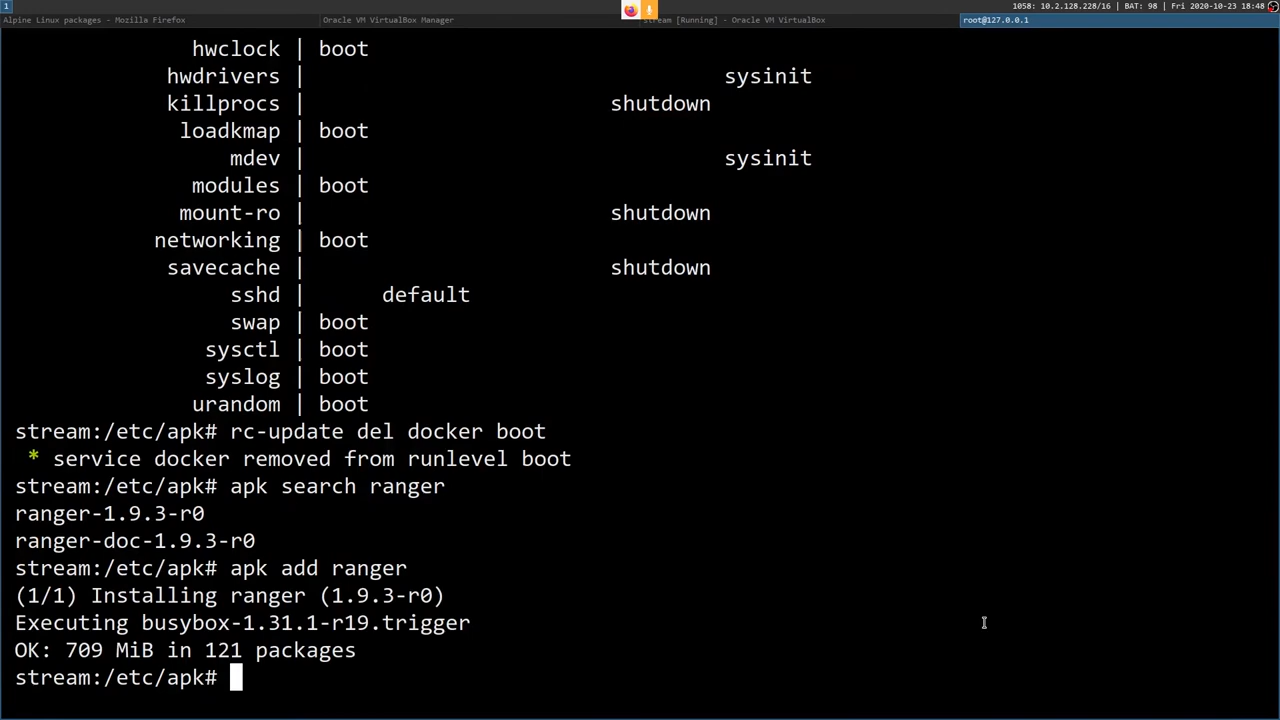 1
1058: 10.2.128.228/16 | BAT: 98 | Fri 2020-10-23 18:48
Alpine Linux packages - Mozilla Firefox
Oracle VM VirtualBox Manager
stream [Running] - Oracle VM VirtualBox
root@127.0.0.1
hwclock | boot
hwdrivers | sysinit
killprocs | shutdown
loadkmap | boot
mdev | sysinit
modules | boot
mount-ro | shutdown
networking | boot
savecache | shutdown
sshd | default
swap | boot
sysctl | boot
syslog | boot
urandom | boot
stream:/etc/apk# rc-update del docker boot
* service docker removed from runlevel boot
stream:/etc/apk# apk search ranger
ranger-1.9.3-r0
ranger-doc-1.9.3-r0
stream:/etc/apk# apk add ranger
(1/1) Installing ranger (1.9.3-r0)
Executing busybox-1.31.1-r19.trigger
OK: 709 MiB in 121 packages
stream:/etc/apk#